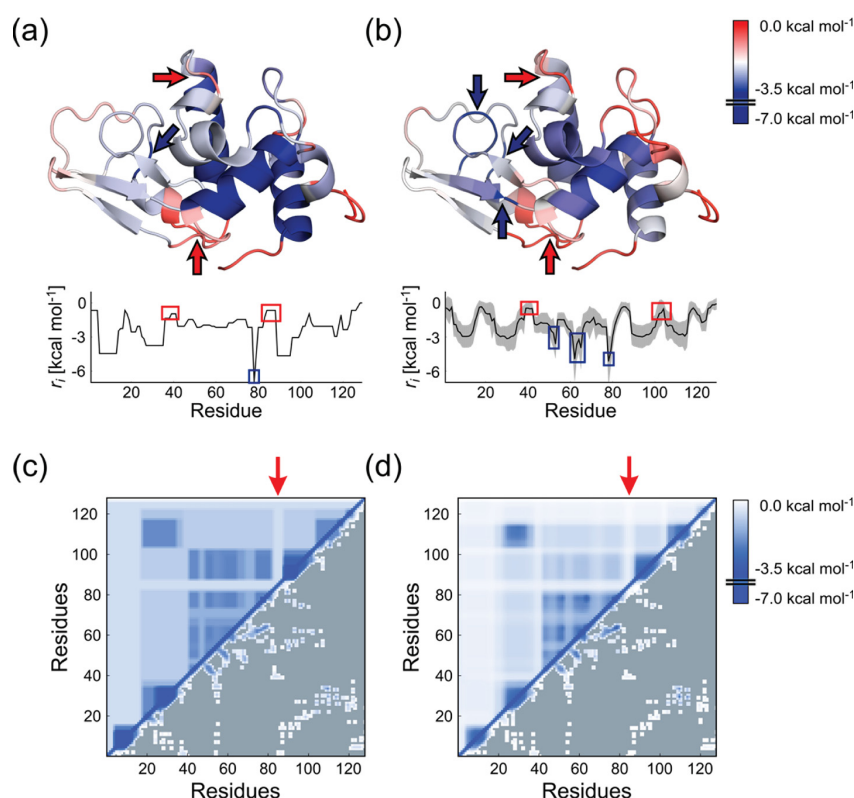 (a)
(b)
0.0 kcal mol⁻¹
-3.5 kcal mol⁻¹
-7.0 kcal mol⁻¹
rᵢ [kcal mol⁻¹]
0
-3
-6
0 20 40 60 80 100 120
Residue
rᵢ [kcal mol⁻¹]
0
-3
-6
0 20 40 60 80 100 120
Residue
(c)
(d)
Residues
120
100
80
60
40
20
20 40 60 80 100 120
Residues
Residues
120
100
80
60
40
20
20 40 60 80 100 120
Residues
0.0 kcal mol⁻¹
-3.5 kcal mol⁻¹
-7.0 kcal mol⁻¹